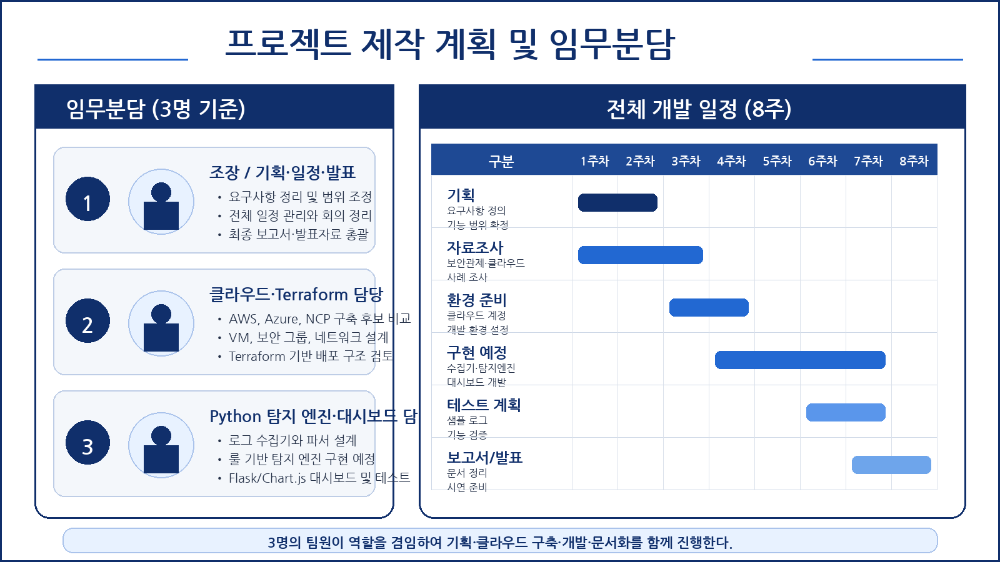 프로젝트 제작 계획 및 임무분담
임무분담 (3명 기준)
1
조장 / 기획·일정·발표
• 요구사항 정리 및 범위 조정
• 전체 일정 관리와 회의 정리
• 최종 보고서·발표자료 총괄
2
클라우드·Terraform 담당
• AWS, Azure, NCP 구축 후보 비교
• VM, 보안 그룹, 네트워크 설계
• Terraform 기반 배포 구조 검토
3
Python 탐지 엔진·대시보드 담
• 로그 수집기와 파서 설계
• 룰 기반 탐지 엔진 구현 예정
• Flask/Chart.js 대시보드 및 테스트
전체 개발 일정 (8주)
구분 1주차 2주차 3주차 4주차 5주차 6주차 7주차 8주차
기획
요구사항 정의
기능 범위 확정
자료조사
보안관제·클라우드
사례 조사
환경 준비
클라우드 계정
개발 환경 설정
구현 예정
수집기·탐지엔진
대시보드 개발
테스트 계획
샘플 로그
기능 검증
보고서/발표
문서 정리
시연 준비
3명의 팀원이 역할을 겸임하여 기획·클라우드 구축·개발·문서화를 함께 진행한다.